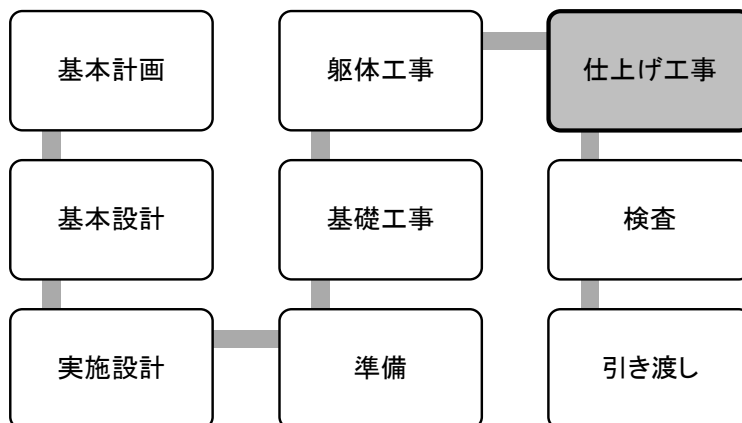 基本計画
基本設計
実施設計
準備
基礎工事
躯体工事
仕上げ工事
検査
引き渡し